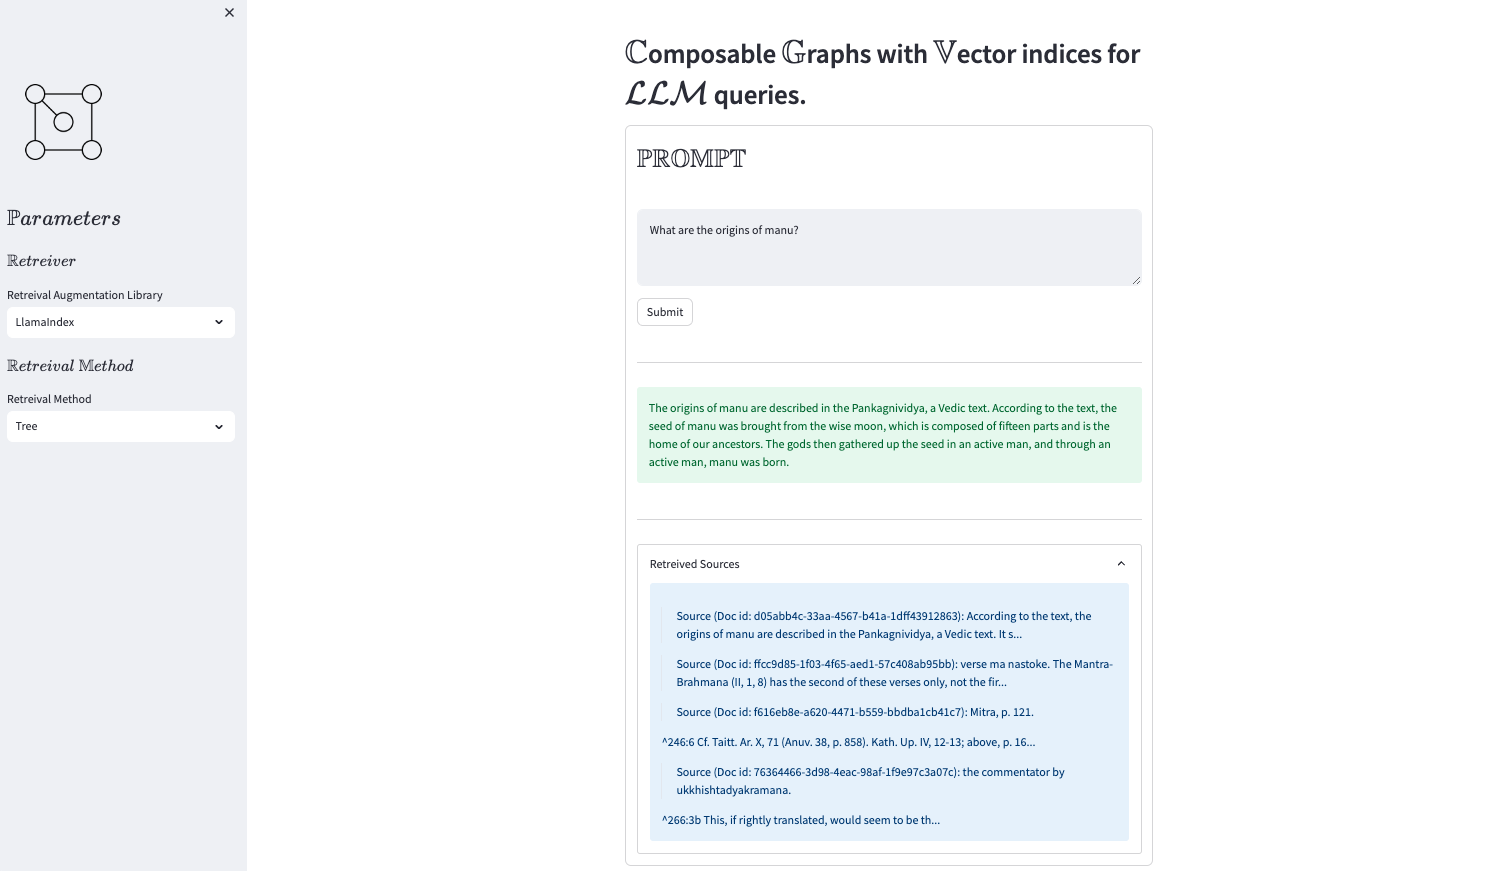 Composable Graphs with Vector indices for
LLM queries.
PROMPT
What are the origins of manu?
Submit
The origins of manu are described in the Pankagnividya, a Vedic text. According to the text, the
seed of manu was brought from the wise moon, which is composed of fifteen parts and is the
home of our ancestors. The gods then gathered up the seed in an active man, and through an
active man, manu was born.
Retreived Sources
Source (Doc id: d05abb4c-33aa-4567-b41a-1dff43912863): According to the text, the
origins of manu are described in the Pankagnividya, a Vedic text. It s...
Source (Doc id: ffcc9d85-1f03-4f65-aed1-57c408ab95bb): verse ma nastoke. The Mantra-
Brahmana (II, 1, 8) has the second of these verses only, not the fir...
Source (Doc id: f616eb8e-a620-4471-b559-bbdba1cb41c7): Mitra, p. 121.
^246:6 Cf. Taitt. Ar. X, 71 (Anuv. 38, p. 858). Kath. Up. IV, 12-13; above, p. 16...
Source (Doc id: 76364466-3d98-4eac-98af-1f9e97c3a07c): the commentator by
ukkhishtadyakramana.
^266:3b This, if rightly translated, would seem to be th...
Parameters
Retreiver
Retreival Augmentation Library
LlamaIndex
Retreival Method
Retreival Method
Tree